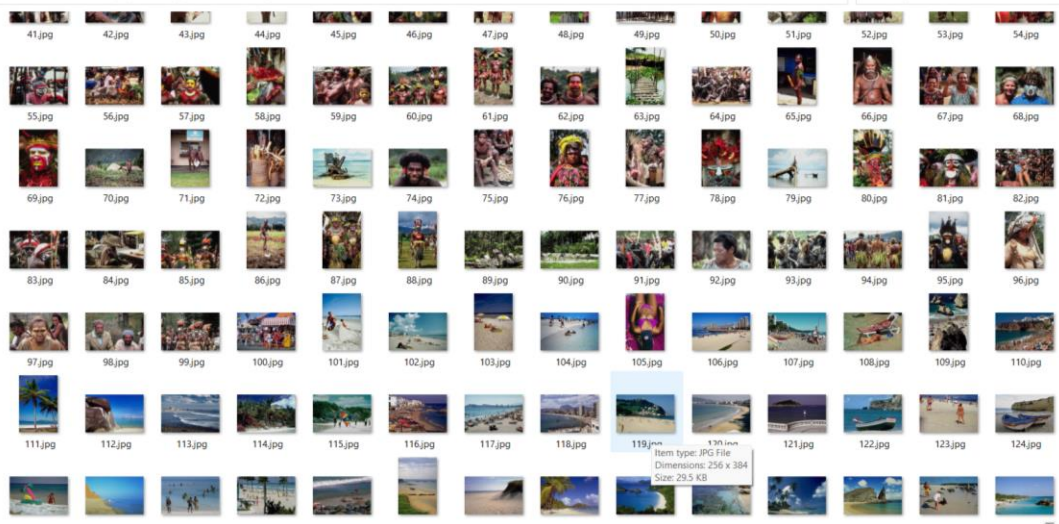 41.jpg 42.jpg 43.jpg 44.jpg 45.jpg 46.jpg 47.jpg 48.jpg 49.jpg 50.jpg 51.jpg 52.jpg 53.jpg 54.jpg
55.jpg 56.jpg 57.jpg 58.jpg 59.jpg 60.jpg 61.jpg 62.jpg 63.jpg 64.jpg 65.jpg 66.jpg 67.jpg 68.jpg
69.jpg 70.jpg 71.jpg 72.jpg 73.jpg 74.jpg 75.jpg 76.jpg 77.jpg 78.jpg 79.jpg 80.jpg 81.jpg 82.jpg
83.jpg 84.jpg 85.jpg 86.jpg 87.jpg 88.jpg 89.jpg 90.jpg 91.jpg 92.jpg 93.jpg 94.jpg 95.jpg 96.jpg
97.jpg 98.jpg 99.jpg 100.jpg 101.jpg 102.jpg 103.jpg 104.jpg 105.jpg 106.jpg 107.jpg 108.jpg 109.jpg 110.jpg
111.jpg 112.jpg 113.jpg 114.jpg 115.jpg 116.jpg 117.jpg 118.jpg 119.jpg 120.jpg 121.jpg 122.jpg 123.jpg 124.jpg
Item type: JPG File
Dimensions: 256 x 384
Size: 29.5 KB